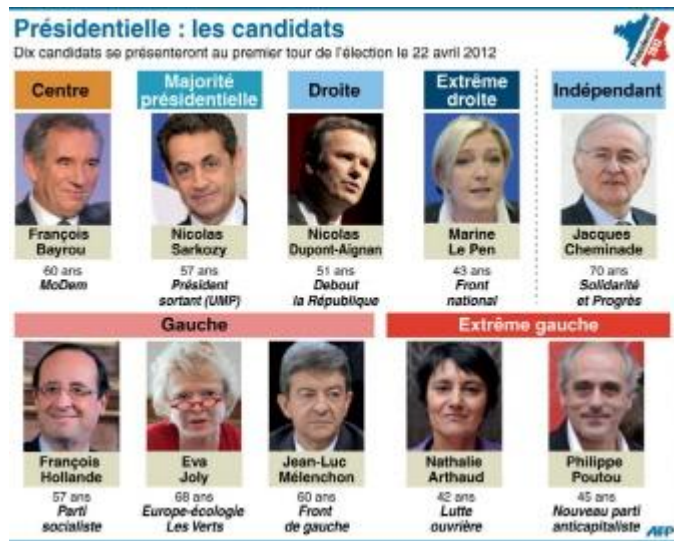 Présidentielle : les candidats
Dix candidats se présenteront au premier tour de l'élection le 22 avril 2012
Présidentielle 2012
Centre
Majorité
présidentielle
Droite
Extrême
droite
Indépendant
François
Bayrou
60 ans
MoDem
Nicolas
Sarkozy
57 ans
Président
sortant (UMP)
Nicolas
Dupont-Aignan
51 ans
Debout
la République
Marine
Le Pen
43 ans
Front
national
Jacques
Cheminade
70 ans
Solidarité
et Progrès
Gauche
Extrême gauche
François
Hollande
57 ans
Parti
socialiste
Eva
Joly
68 ans
Europe-écologie
Les Verts
Jean-Luc
Mélenchon
60 ans
Front
de gauche
Nathalie
Arthaud
42 ans
Lutte
ouvrière
Philippe
Poutou
45 ans
Nouveau parti
anticapitaliste
AFP